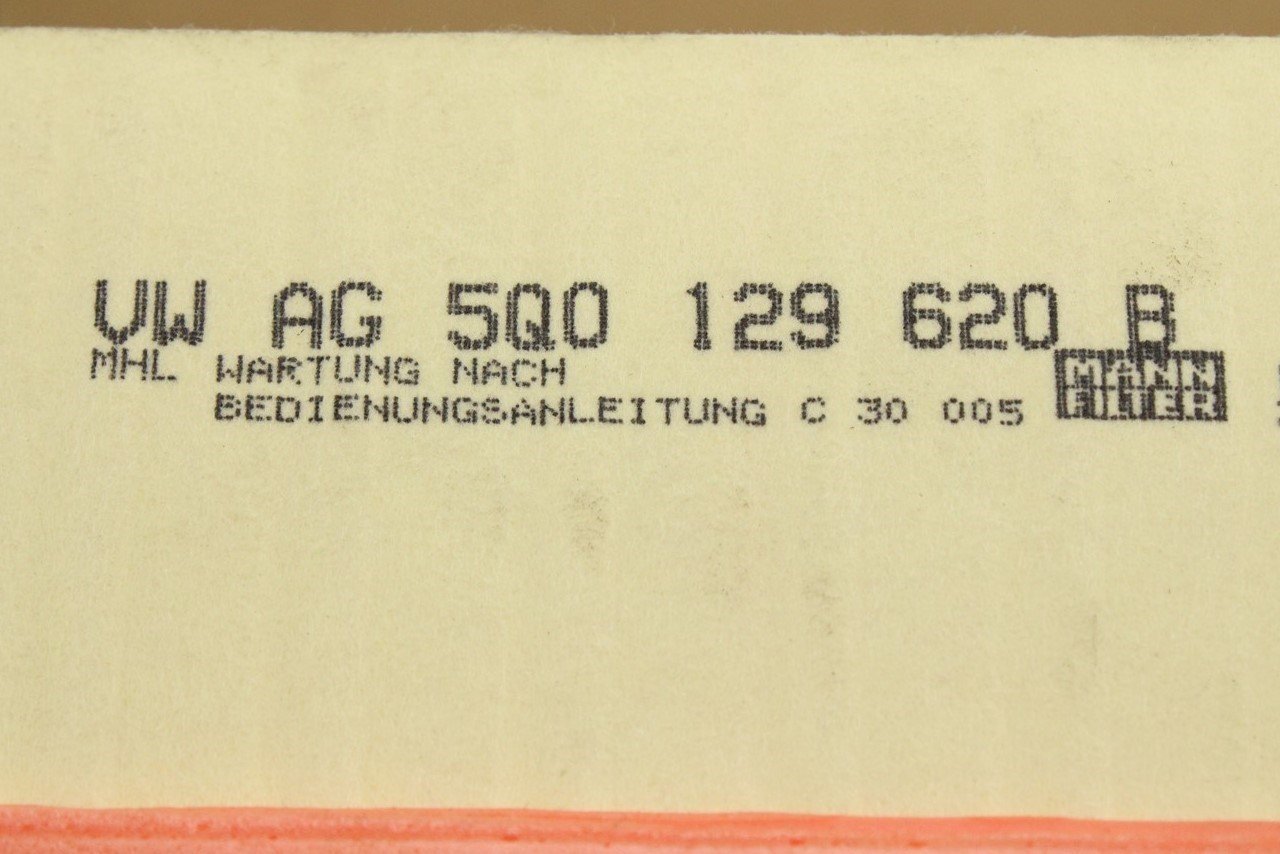 VW AG 5Q0 129 620 B
MHL WARTUNG NACH
BEDIENUNGSANLEITUNG C 30 005
MANN
FILTER